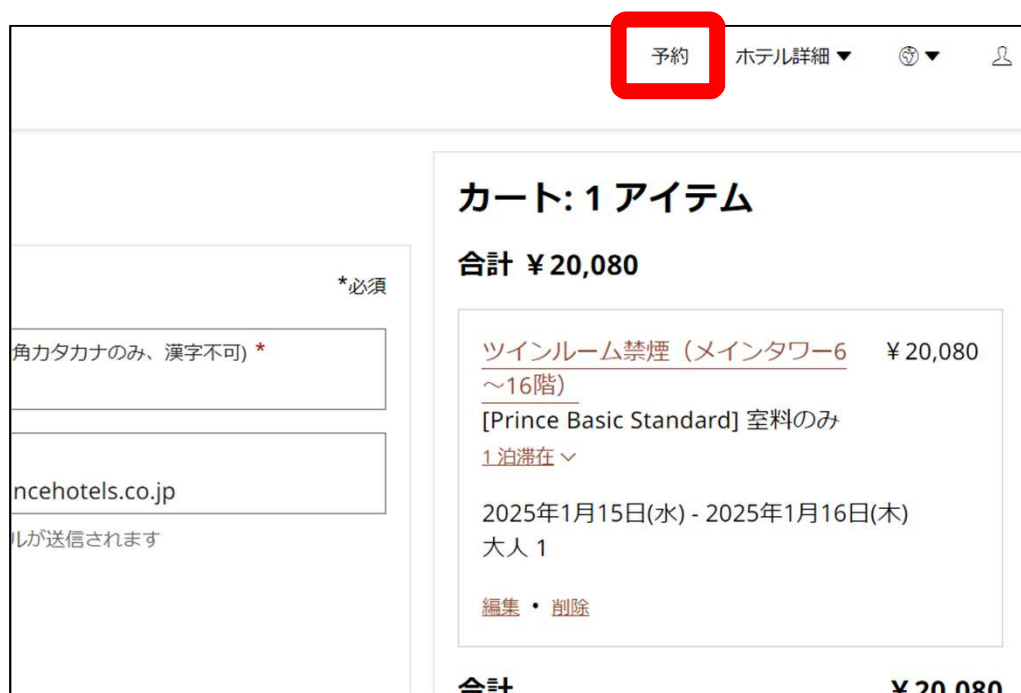 予約 ホテル詳細 ▼ ▼
カート: 1 アイテム
合計 ¥ 20,080
*必須
角カタカナのみ、漢字不可) *
ncehotels.co.jp
ルが送信されます
ツインルーム禁煙（メインタワー6 ¥ 20,080
～16階）
[Prince Basic Standard] 室料のみ
1 泊滞在
2025年1月15日(水) - 2025年1月16日(木)
大人 1
編集 • 削除
合計 ¥ 20,080